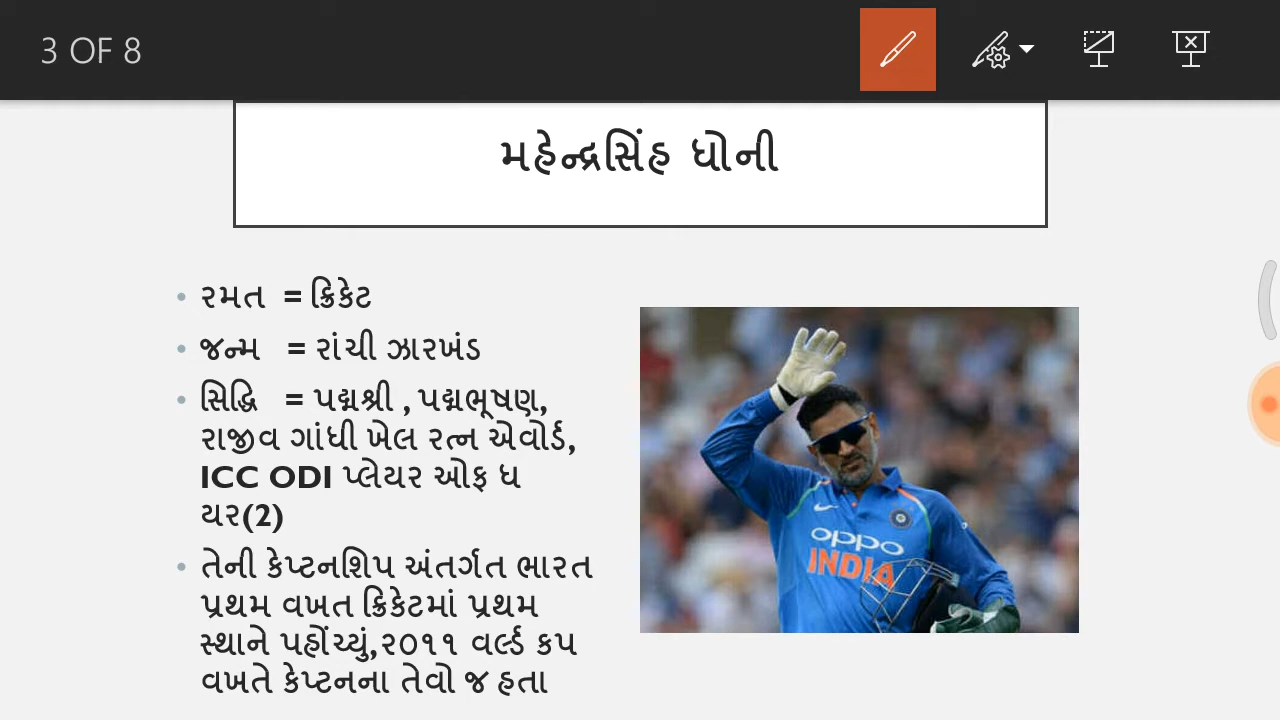 3 OF 8
મહેન્દ્રસિંહ ધોની
• રમત = ક્રિકેટ
• જન્મ = રાંચી ઝારખંડ
• સિદ્ધિ = પદ્મશ્રી , પદ્મભૂષણ,
રાજીવ ગાંધી ખેલ રત્ન એવોર્ડ,
ICC ODI પ્લેયર ઓફ ધ
યર(2)
• તેની કેપ્ટનશિપ અંતર્ગત ભારત
પ્રથમ વખત ક્રિકેટમાં પ્રથમ
સ્થાને પહોંચ્યું,૨૦૧૧ વર્લ્ડ કપ
વખતે કેપ્ટનના તેવો જ હતા
oppo
INDIA